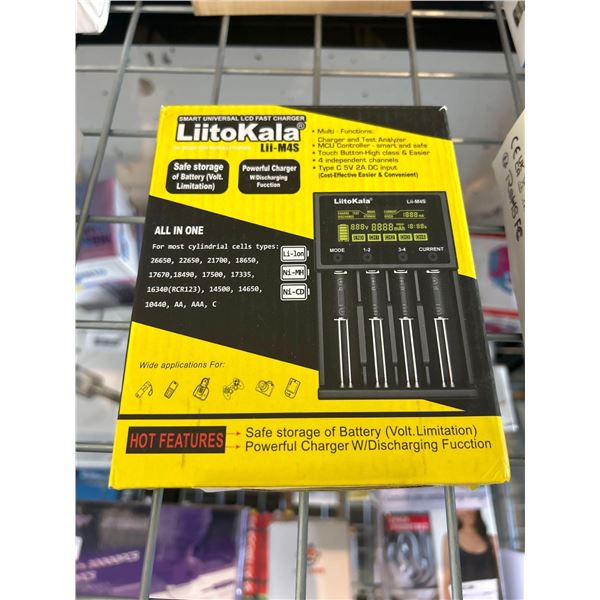 SMART UNIVERSAL LCD FAST CHARGER
LiitoKala®
Lii-M4S
Safe storage
of Battery (Volt.
Limitation)
Powerful Charger
W/Discharging
Fucction
• Multi - Functions:
Charger and Test Analyzer
• MCU Controller - smart and safe
• Touch Button-High class & Easier
• 4 independent channels
• Type C 5V 2A DC input
(Cost-Effective Easier & Convenient)
ALL IN ONE
For most cylindrial cells types:
26650, 22650, 21700, 18650,
17670,18490, 17500, 17335,
16340(RCR123), 14500, 14650,
10440, AA, AAA, C
Li-lon
Ni-MH
Ni-CD
LiitoKala®
Lii-M4S
MODE
1-2
3-4
CURRENT
Wide applications For:
HOT FEATURES
Safe storage of Battery (Volt.Limitation)
Powerful Charger W/Discharging Fucction